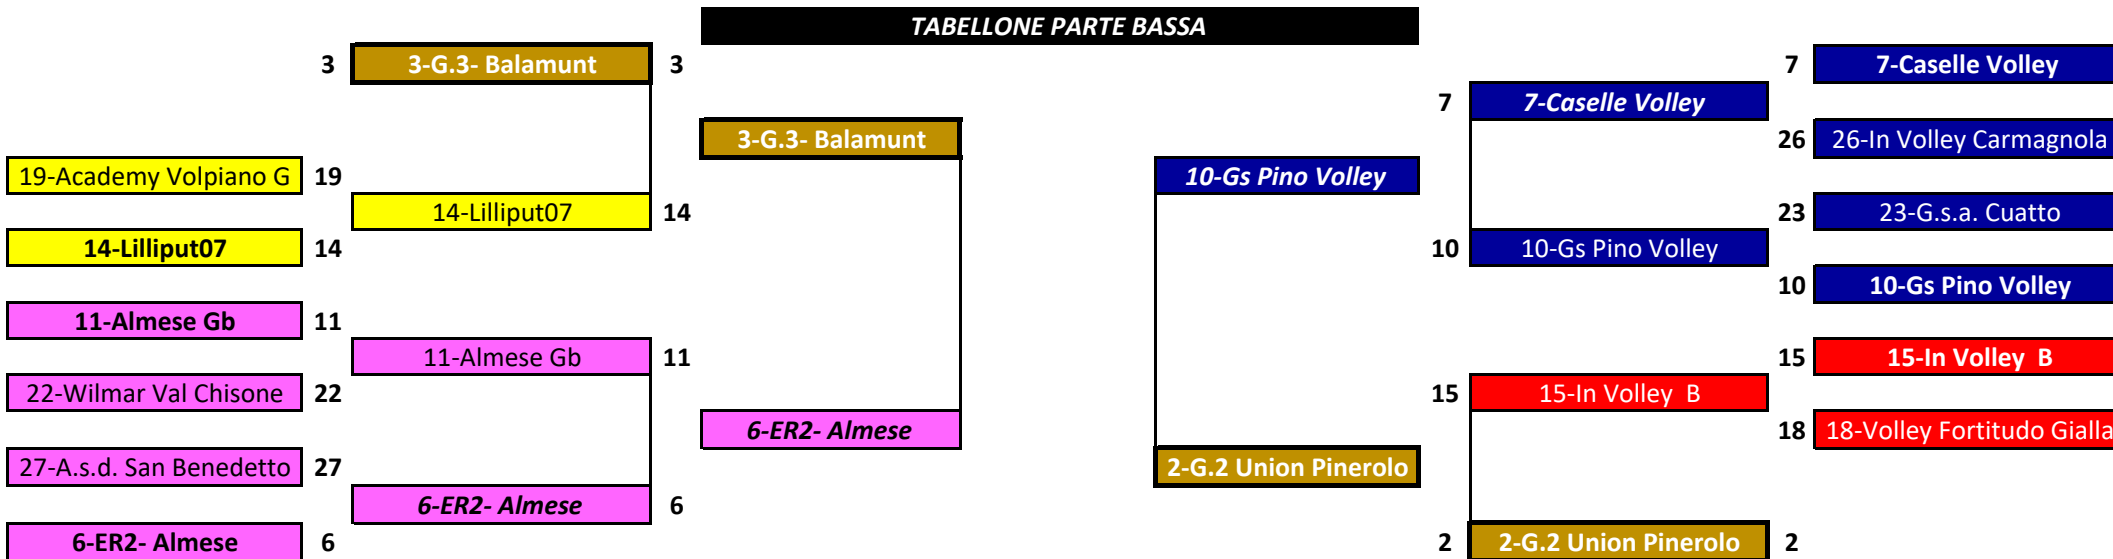 TABELLONE PARTE BASSA
3 3-G.3- Balamunt 3 7 7-Caselle Volley
7 7-Caselle Volley
3-G.3- Balamunt 26 26-In Volley Carmagnola
19-Academy Volpiano G 19 10-Gs Pino Volley
14-Lilliput07 14 23 23-G.s.a. Cuatto
14-Lilliput07 14 10 10-Gs Pino Volley
10 10-Gs Pino Volley
11-Almese Gb 11
11-Almese Gb 11 15 15-In Volley B
22-Wilmar Val Chisone 22 15 15-In Volley B
6-ER2- Almese 18 18-Volley Fortitudo Gialla
27-A.s.d. San Benedetto 27 2-G.2 Union Pinerolo
6-ER2- Almese 6
6-ER2- Almese 6 2 2-G.2 Union Pinerolo 2